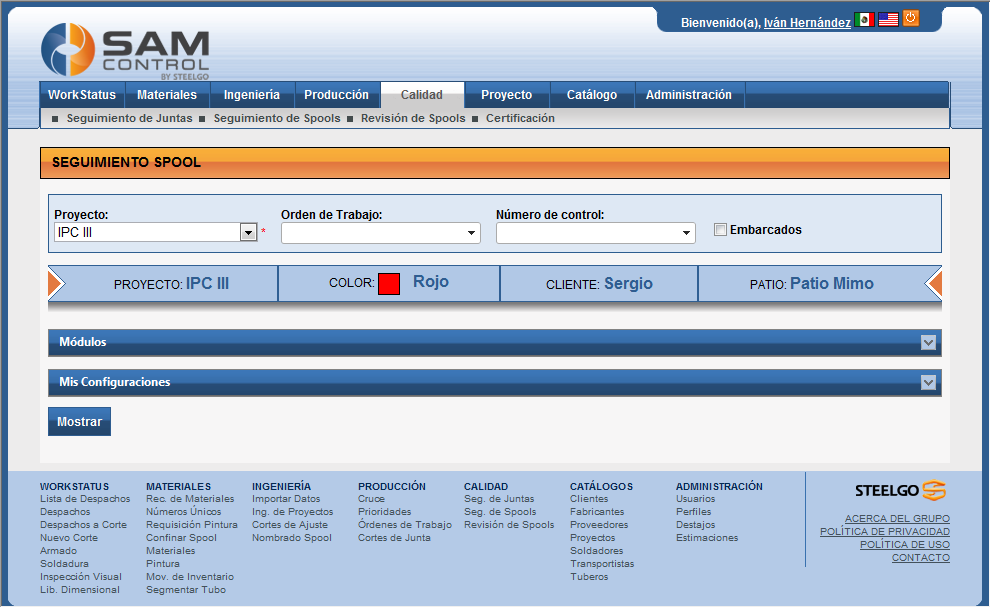 Bienvenido(a), Iván Hernández
SAM
CONTROL
BY STEELGO
WorkStatus Materiales Ingeniería Producción Calidad Proyecto Catálogo Administración
Seguimiento de Juntas Seguimiento de Spools Revisión de Spools Certificación
SEGUIMIENTO SPOOL
Proyecto: Orden de Trabajo: Número de control:
IPC III * Embarcados
PROYECTO: IPC III COLOR: Rojo CLIENTE: Sergio PATIO: Patio Mimo
Módulos
Mis Configuraciones
Mostrar
WORKSTATUS
Lista de Despachos
Despachos
Despachos a Corte
Nuevo Corte
Armado
Soldadura
Inspección Visual
Lib. Dimensional
MATERIALES
Rec. de Materiales
Números Únicos
Requisición Pintura
Confinar Spool
Materiales
Pintura
Mov. de Inventario
Segmentar Tubo
INGENIERÍA
Importar Datos
Ing. de Proyectos
Cortes de Ajuste
Nombrado Spool
PRODUCCIÓN
Cruce
Prioridades
Órdenes de Trabajo
Cortes de Junta
CALIDAD
Seg. de Juntas
Seg. de Spools
Revisión de Spools
CATÁLOGOS
Clientes
Fabricantes
Proveedores
Proyectos
Soldadores
Transportistas
Tuberos
ADMINISTRACIÓN
Usuarios
Perfiles
Destajos
Estimaciones
STEELGO
ACERCA DEL GRUPO
POLÍTICA DE PRIVACIDAD
POLÍTICA DE USO
CONTACTO